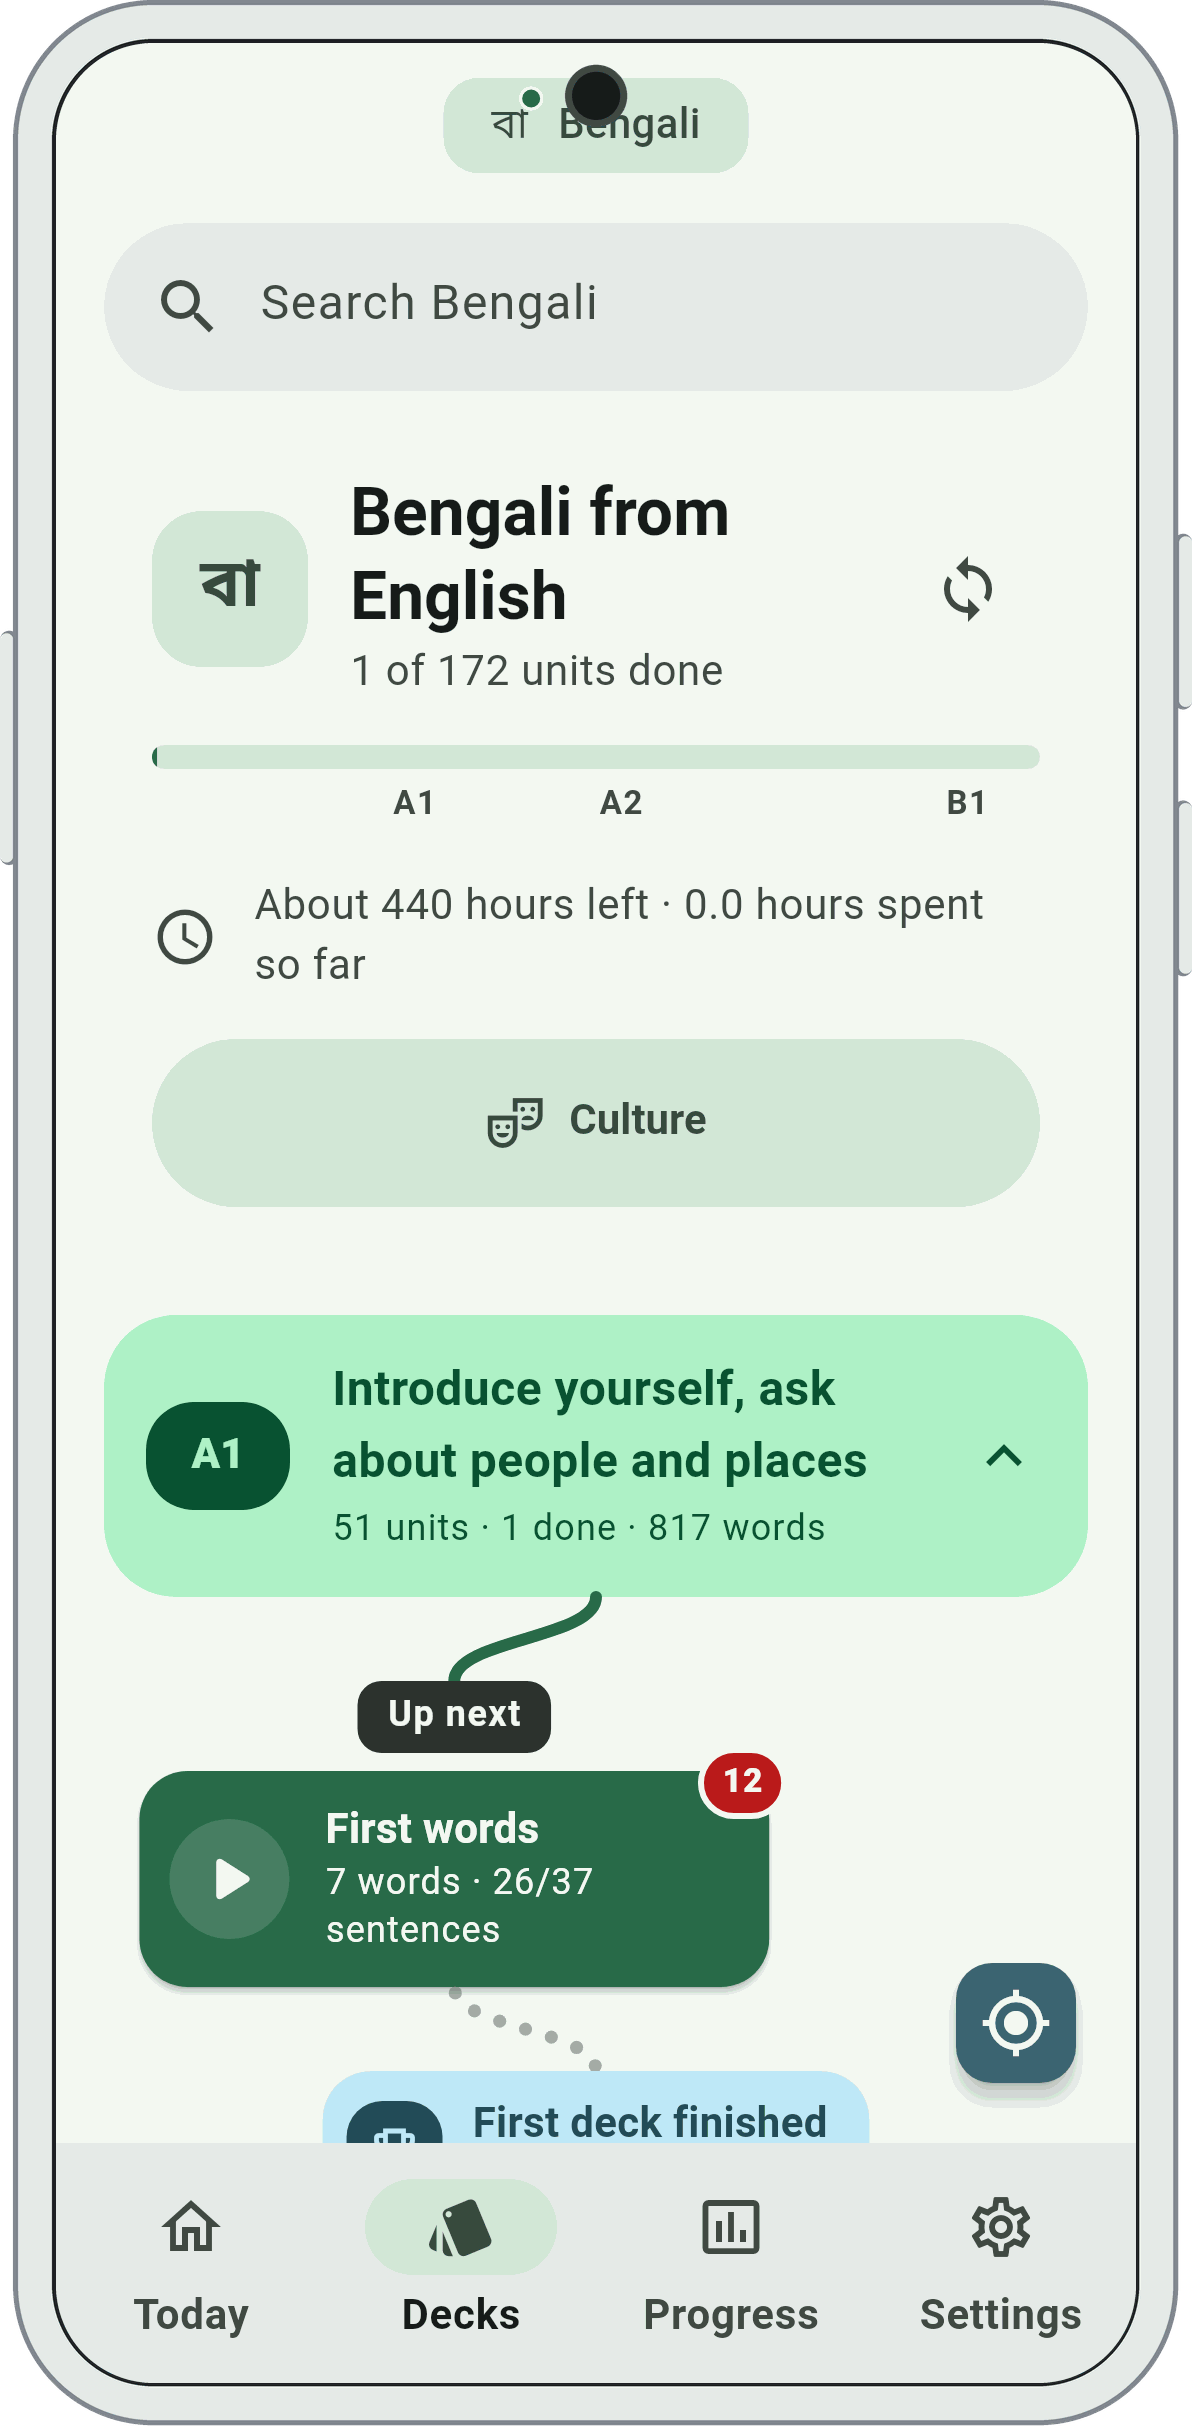 বা Bengali
Search Bengali
বা
Bengali from
English
1 of 172 units done
A1 A2 B1
About 440 hours left · 0.0 hours spent
so far
Culture
A1
Introduce yourself, ask
about people and places
51 units · 1 done · 817 words
Up next
12
First words
7 words · 26/37
sentences
First deck finished
Today Decks Progress Settings